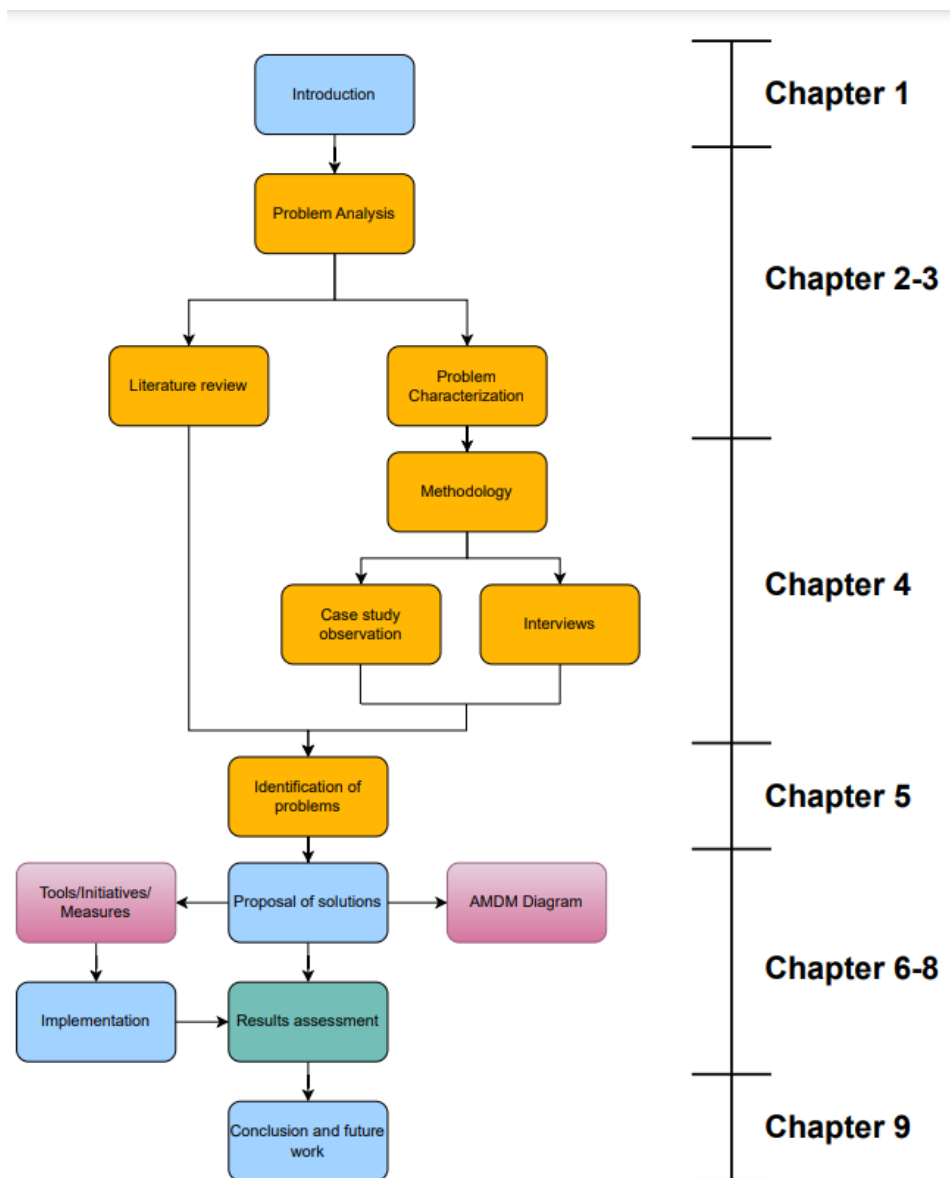 Introduction
Chapter 1
Problem Analysis
Chapter 2-3
Literature review
Problem
Characterization
Methodology
Chapter 4
Case study
observation
Interviews
Identification of
problems
Chapter 5
Tools/Initiatives/
Measures
Proposal of solutions
AMDM Diagram
Chapter 6-8
Implementation
Results assessment
Conclusion and future
work
Chapter 9